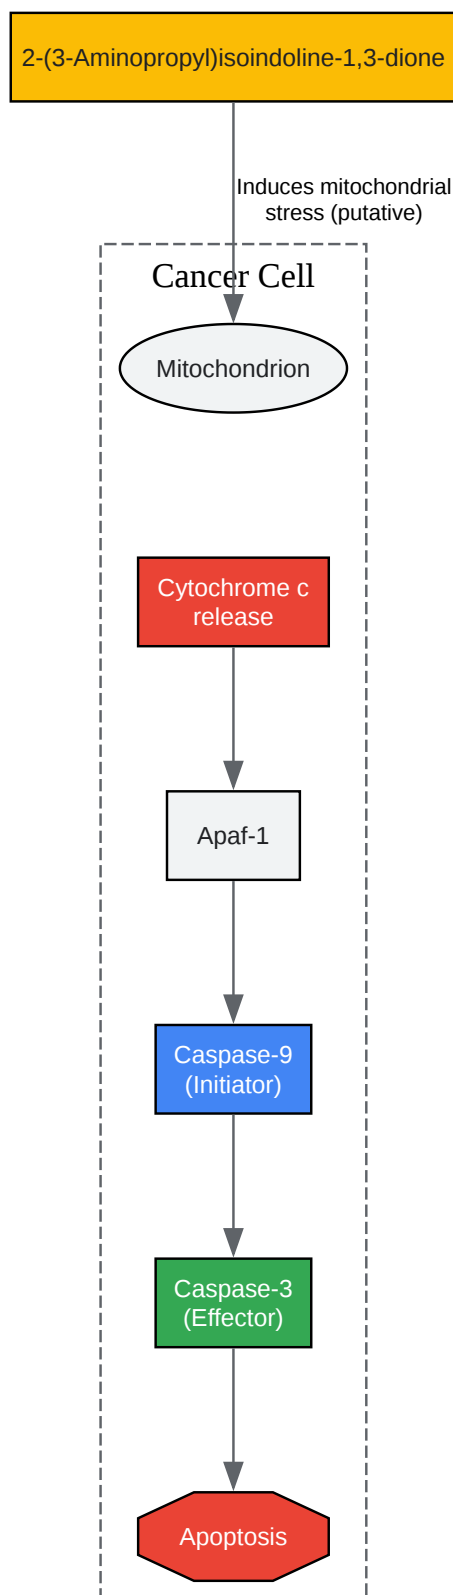 2-(3-Aminopropyl)isoindoline-1,3-dione
Induces mitochondrial
stress (putative)
Cancer Cell
Mitochondrion
Cytochrome c
release
Apaf-1
Caspase-9
(Initiator)
Caspase-3
(Effector)
Apoptosis